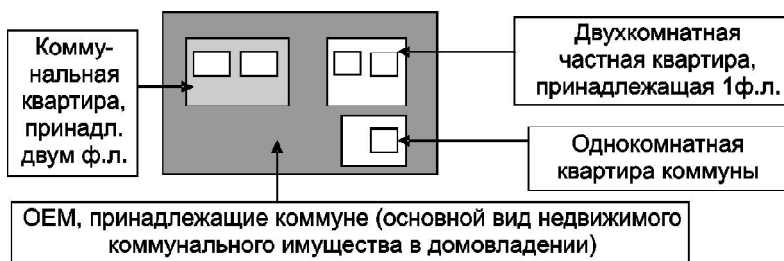 Комму-
нальная
квартира,
принадл.
двум ф.л.
Двухкомнатная
частная квартира,
принадлежащая 1ф.л.
Однокомнатная
квартира коммуны
ОЕМ, принадлежащие коммуне (основной вид недвижимого
коммунального имущества в домовладении)